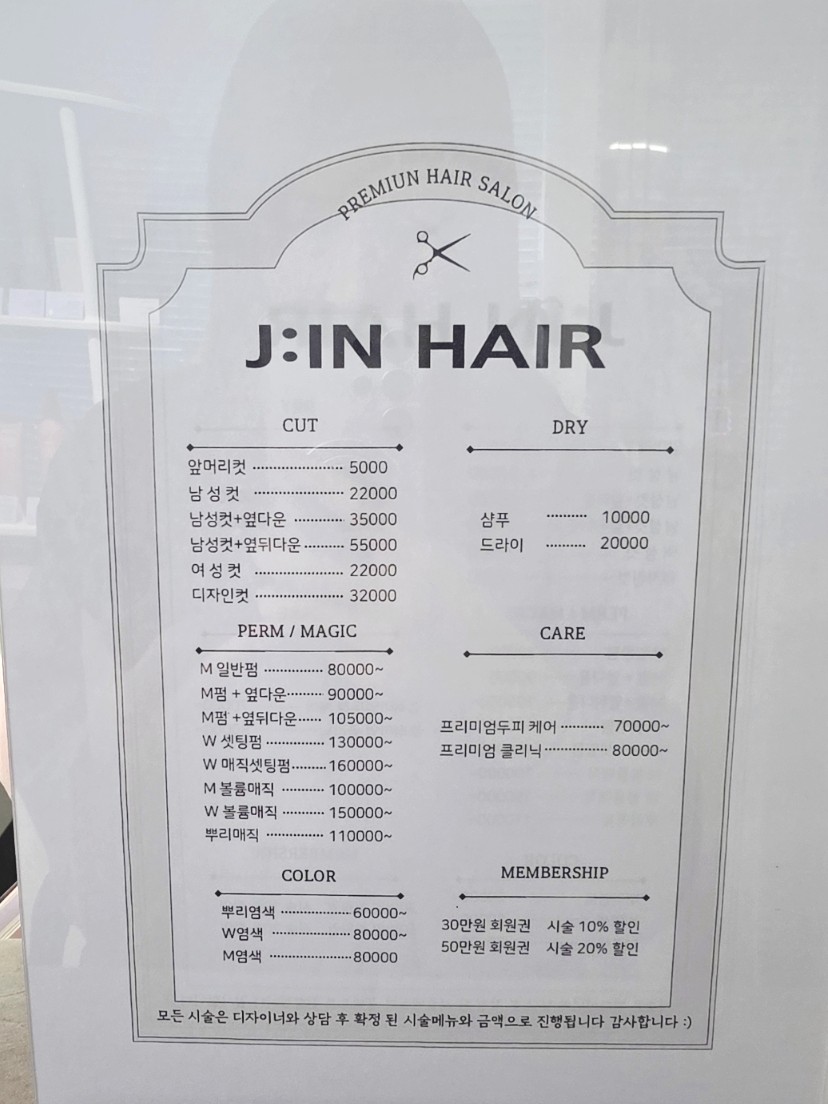 PREMIUN HAIR SALON
J:IN HAIR
CUT
앞머리컷 ······················ 5000
남 성 컷 ······················ 22000
남성컷+옆다운 ············ 35000
남성컷+옆뒤다운·········· 55000
여 성 컷 ······················ 22000
디자인컷 ····················· 32000
PERM / MAGIC
M 일반펌 ·············· 80000~
M펌 + 옆다운········· 90000~
M펌 +옆뒤다운······ 105000~
W 셋팅펌 ·············· 130000~
W 매직셋팅펌········ 160000~
M 볼륨매직 ··········· 100000~
W 볼륨매직 ··········· 150000~
뿌리매직 ·············· 110000~
COLOR
뿌리염색 ················· 60000~
W염색 ···················· 80000~
M염색 ···················· 80000
DRY
샴푸 ·········· 10000
드라이 ·········· 20000
CARE
프리미엄두피 케어 ·········· 70000~
프리미엄 클리닉··············· 80000~
MEMBERSHIP
30만원 회원권 시술 10% 할인
50만원 회원권 시술 20% 할인
모든 시술은 디자이너와 상담 후 확정 된 시술메뉴와 금액으로 진행됩니다 감사합니다 :)